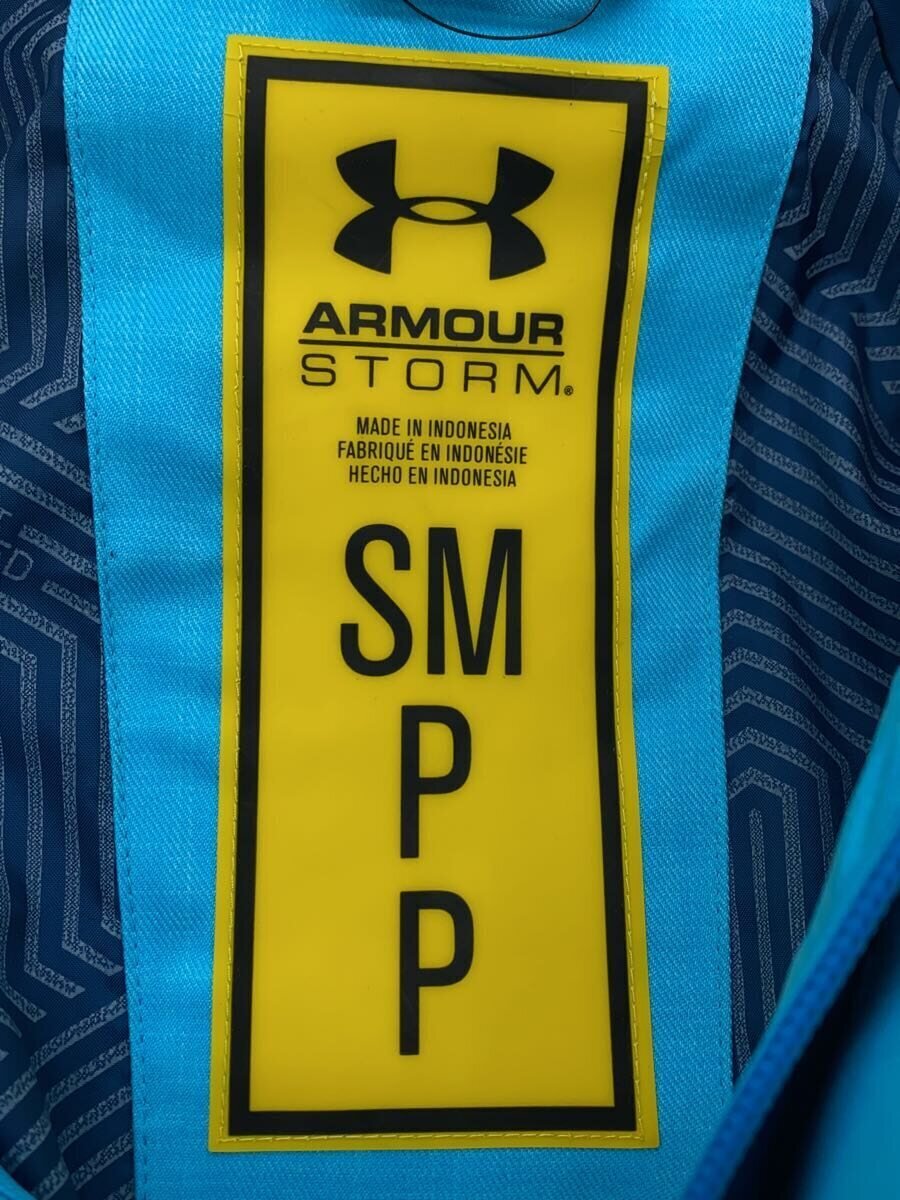 ARMOUR
STORM®
MADE IN INDONESIA
FABRIQUÉ EN INDONÉSIE
HECHO EN INDONESIA
SM
P
P